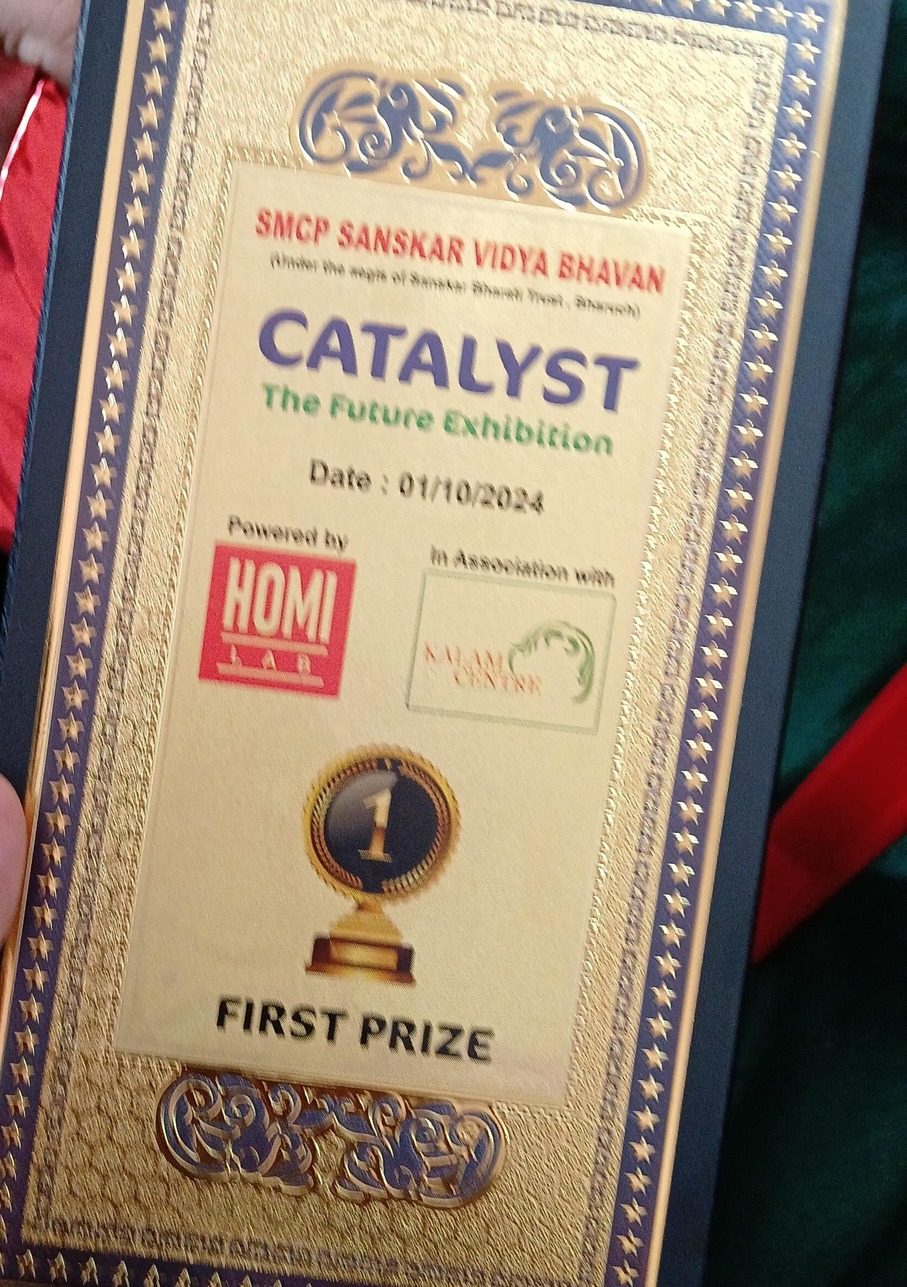 SMCP SANSKAR VIDYA BHAVAN
(Under the aegis of Sanskar Bharati Trust, Bharuch)
CATALYST
The Future Exhibition
Date : 01/10/2024
Powered by
HOMI
LAB
In Association with
KALAM
CENTRE
1
FIRST PRIZE